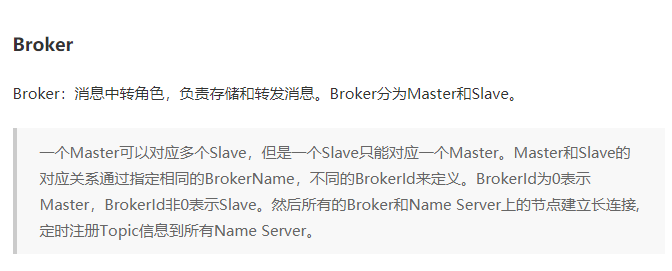 Broker
Broker：消息中转角色，负责存储和转发消息。Broker分为Master和Slave。
一个Master可以对应多个Slave，但是一个Slave只能对应一个Master。Master和Slave的
对应关系通过指定相同的BrokerName，不同的BrokerId来定义。BrokerId为0表示
Master，BrokerId非0表示Slave。然后所有的Broker和Name Server上的节点建立长连接,
定时注册Topic信息到所有Name Server。